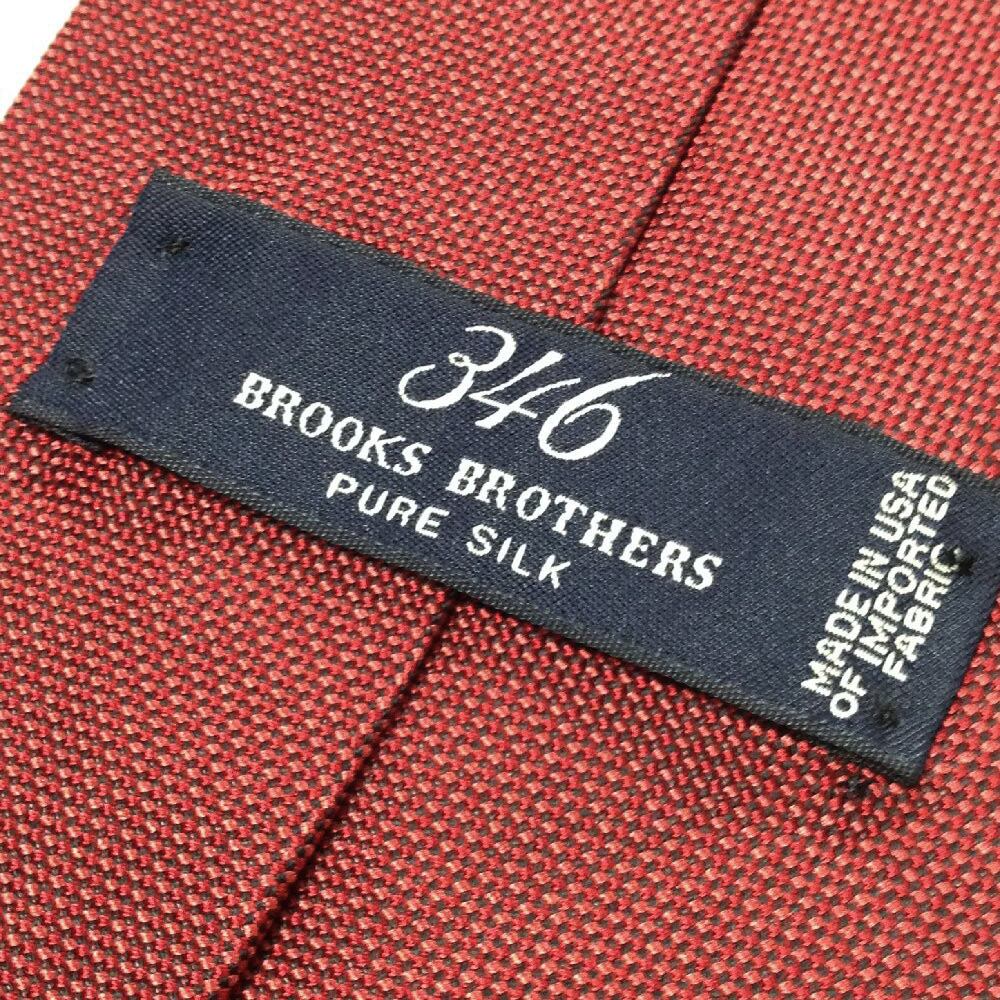 346
BROOKS BROTHERS
PURE SILK
MADE IN USA
OF IMPORTED
FABRIC